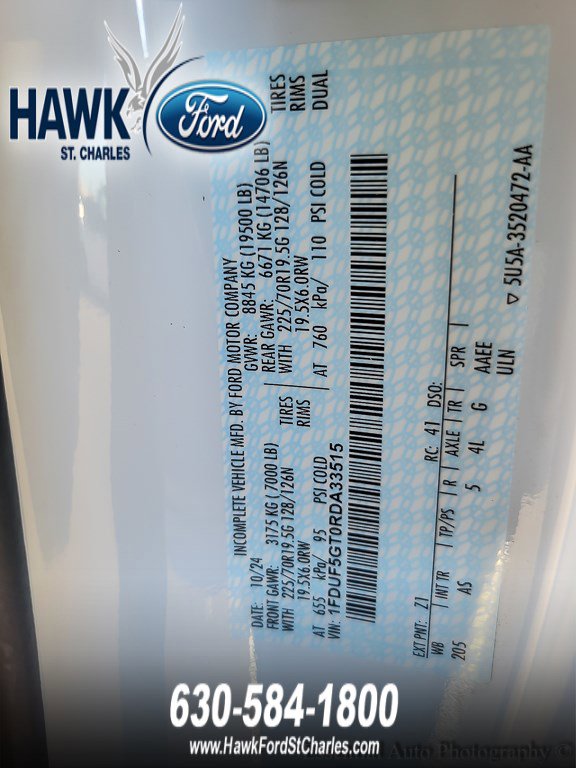 HAWK
Ford
ST. CHARLES
INCOMPLETE VEHICLE MFD. BY FORD MOTOR COMPANY
DATE: 10/24 GVWR: 8845 KG (19500 LB)
FRONT GAWR: 3175 KG (7000 LB) REAR GAWR: 6671 KG (14706 LB)
WITH 225/70R19.5G 128/126N TIRES WITH 225/70R19.5G 128/126N TIRES
19.5X6.0RW RIMS 19.5X6.0RW RIMS
AT 655 kPa/ 95 PSI COLD AT 760 kPa/ 110 PSI COLD DUAL
VIN: 1FDUF5GT0RDA33515
EXT PNT: Z1 RC: 41 DSO:
WB INT TR TP/PS R AXLE TR SPR
205 AS 5 4L G AAEE
ULN
▽ 5U5A-3520472-AA
630-584-1800
www.HawkFordStCharles.com
Auto Photography ©